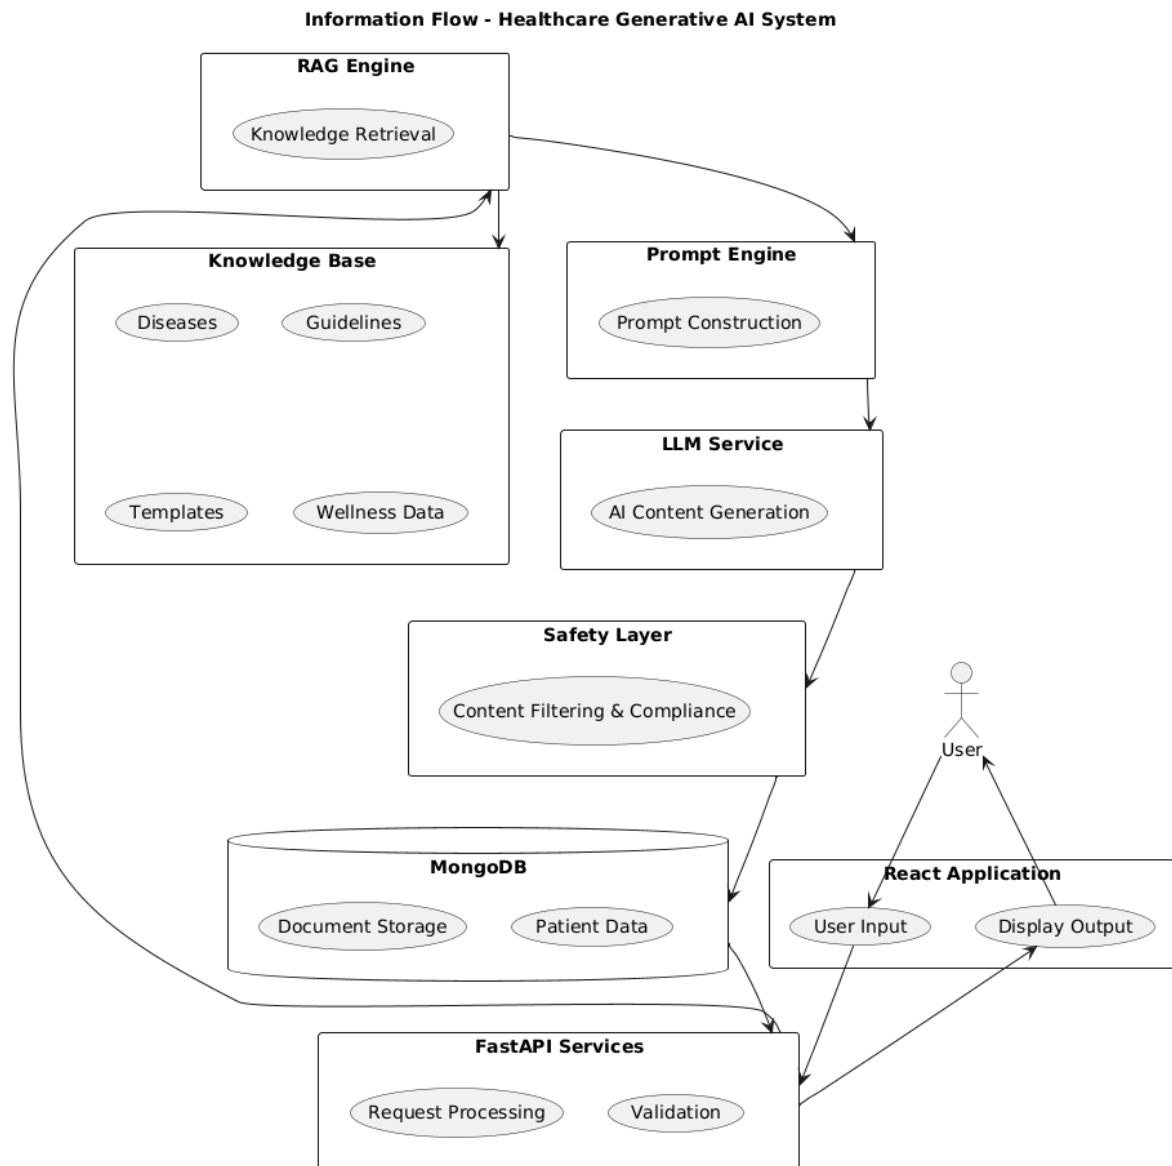 Information Flow - Healthcare Generative AI System
RAG Engine
Knowledge Retrieval
Knowledge Base
Diseases
Guidelines
Templates
Wellness Data
Prompt Engine
Prompt Construction
LLM Service
AI Content Generation
Safety Layer
Content Filtering & Compliance
User
MongoDB
Document Storage
Patient Data
React Application
User Input
Display Output
FastAPI Services
Request Processing
Validation